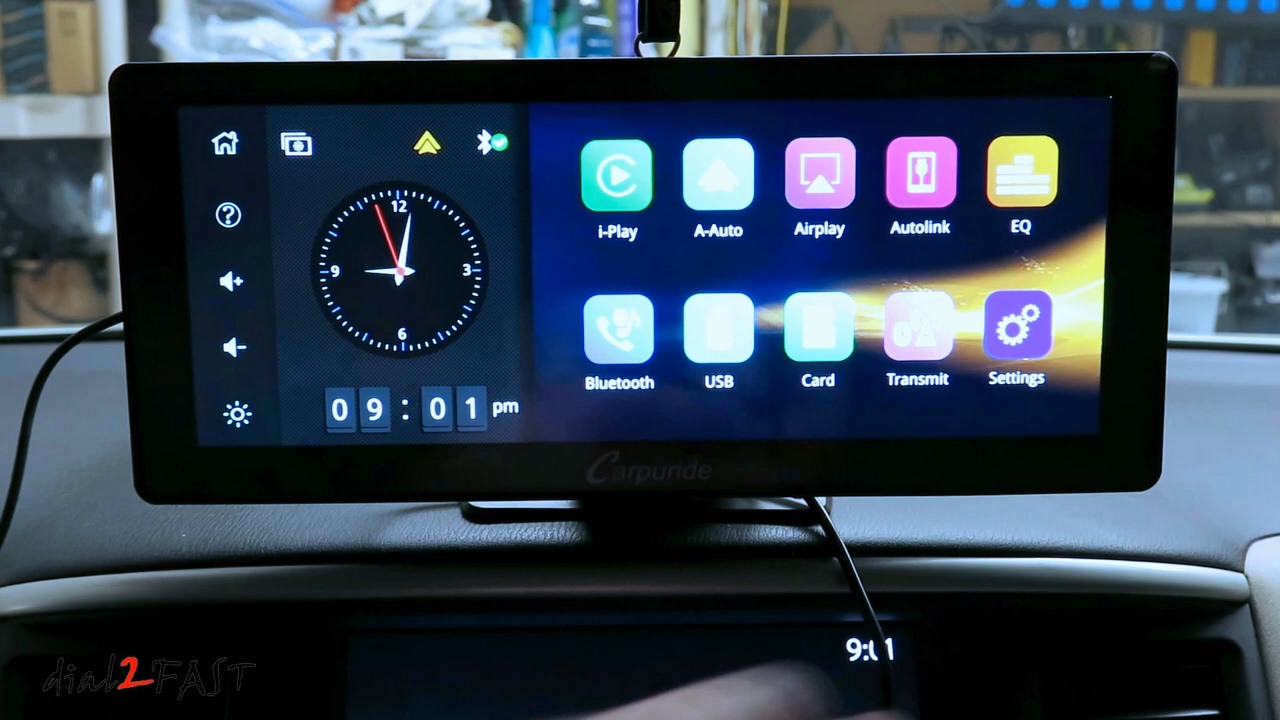 12
9
3
6
09:01 pm
i-Play
A-Auto
Airplay
Autolink
EQ
Bluetooth
USB
Card
Transmit
Settings
Carpunde
9:01
dial2FAST